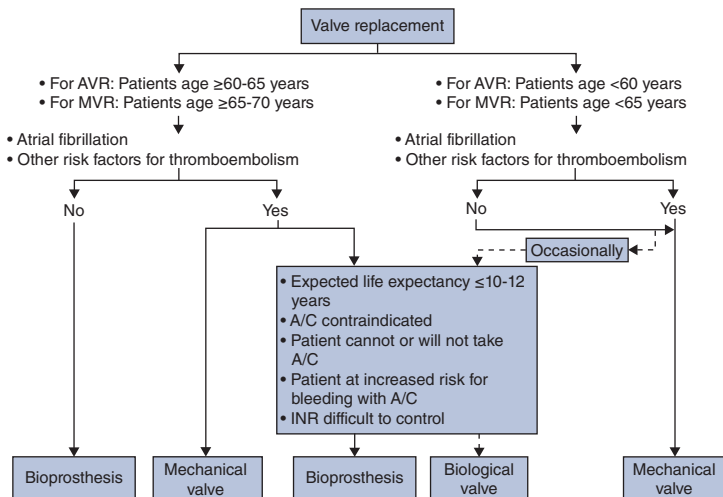 Valve replacement
• For AVR: Patients age ≥60-65 years
• For MVR: Patients age ≥65-70 years
• For AVR: Patients age <60 years
• For MVR: Patients age <65 years
• Atrial fibrillation
• Other risk factors for thromboembolism
• Atrial fibrillation
• Other risk factors for thromboembolism
No
Yes
No
Yes
Occasionally
• Expected life expectancy ≤10-12
years
• A/C contraindicated
• Patient cannot or will not take
A/C
• Patient at increased risk for
bleeding with A/C
• INR difficult to control
Bioprosthesis
Mechanical
valve
Bioprosthesis
Biological
valve
Mechanical
valve